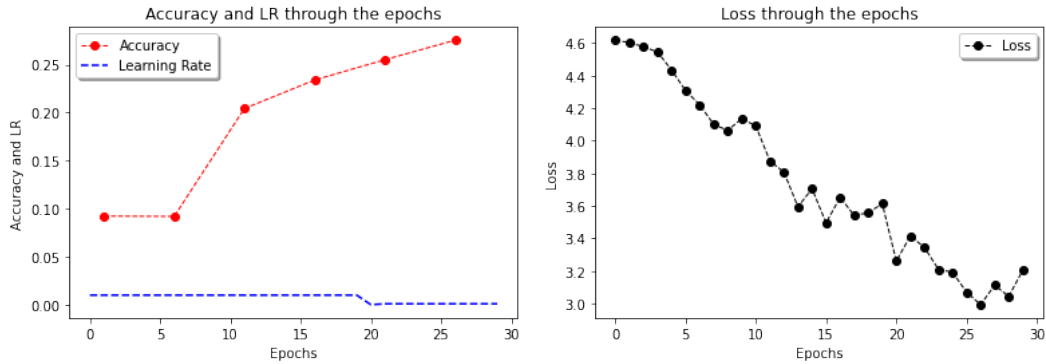 Accuracy and LR through the epochs
Accuracy
Learning Rate
Accuracy and LR
0.25
0.20
0.15
0.10
0.05
0.00
0 5 10 15 20 25 30
Epochs
Loss through the epochs
Loss
Loss
4.6
4.4
4.2
4.0
3.8
3.6
3.4
3.2
3.0
0 5 10 15 20 25 30
Epochs